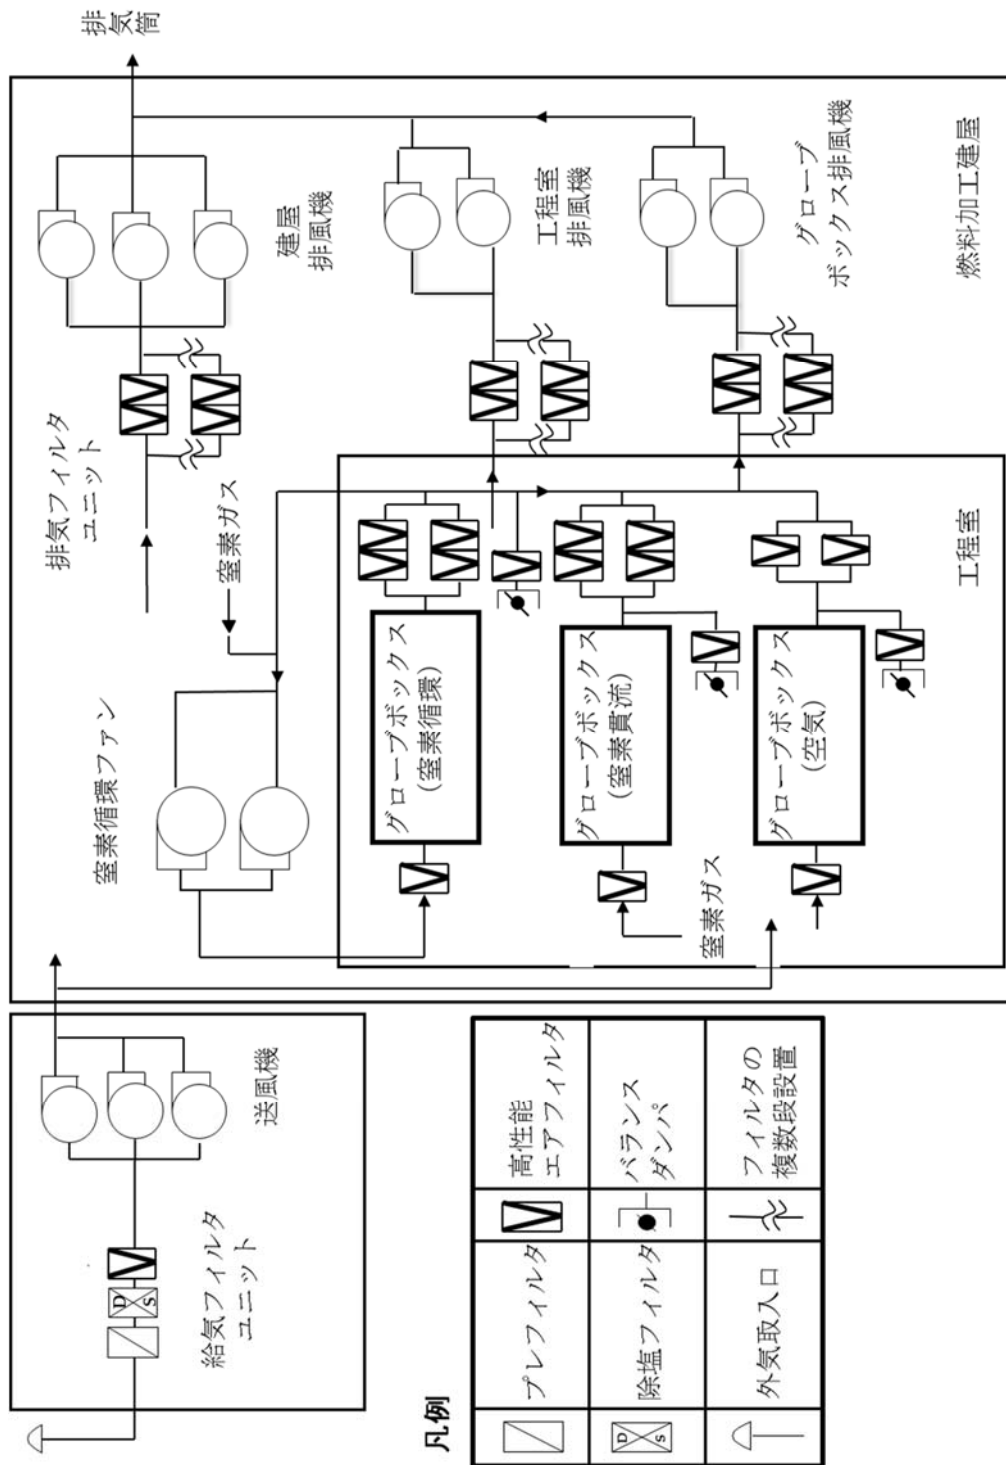 排気筒
建屋
排風機
工程室
排風機
グローブ
ボックス排風機
燃料加工建屋
排気フィルタ
ユニット
窒素ガス
窒素循環ファン
グローブボックス
(窒素循環)
グローブボックス
(窒素貫流)
グローブボックス
(空気)
窒素ガス
工程室
送風機
給気フィルタ
ユニット
D
S
凡例
プレフィルタ
高性能
エアフィルタ
D
S
除塩フィルタ
バランス
ダンパ
外気取入口
フィルタの
複数段設置